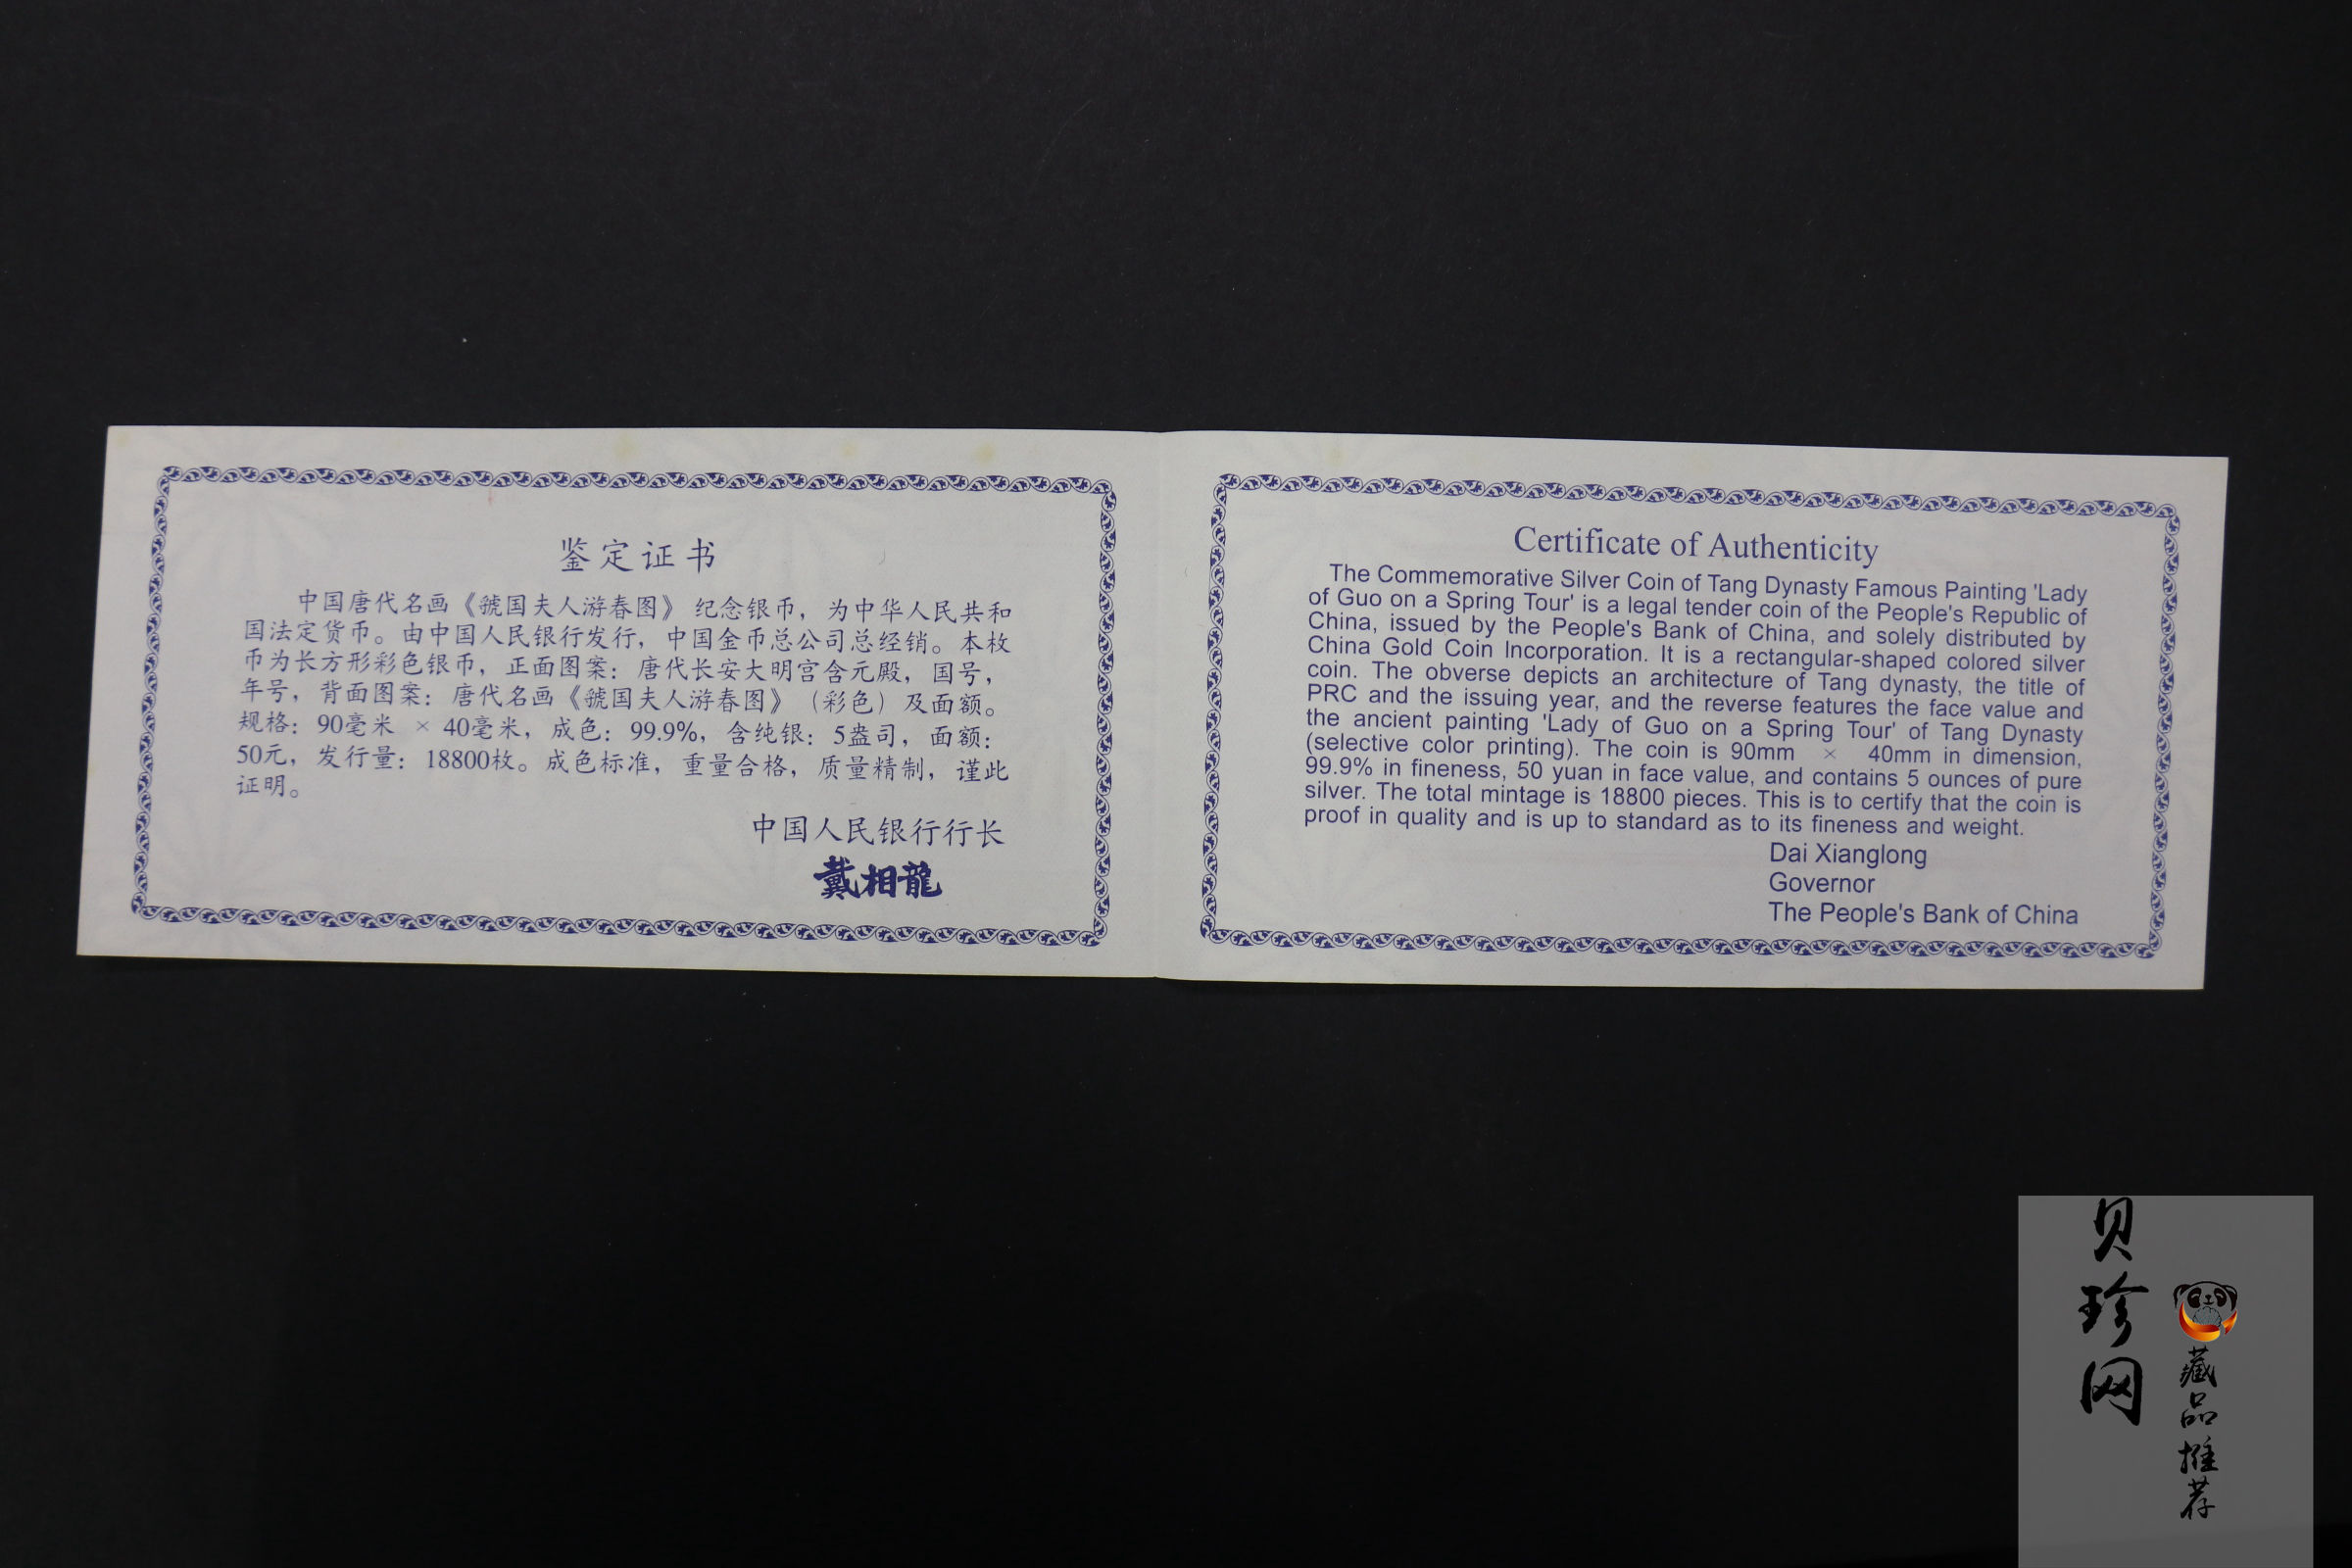 鉴定证书
中国唐代名画《虢国夫人游春图》 纪念银币，为中华人民共和
国法定货币。由中国人民银行发行，中国金币总公司总经销。本枚
币为长方形彩色银币，正面图案：唐代长安大明宫含元殿，国号，
年号，背面图案：唐代名画《虢国夫人游春图》（彩色）及面额。
规格：90毫米 × 40毫米，成色：99.9%，含纯银：5盎司，面额：
50元，发行量：18800枚。成色标准，重量合格，质量精制，谨此
证明。
中国人民银行行长
戴相龍
Certificate of Authenticity
The Commemorative Silver Coin of Tang Dynasty Famous Painting 'Lady
of Guo on a Spring Tour' is a legal tender coin of the People's Republic of
China, issued by the People's Bank of China, and solely distributed by
China Gold Coin Incorporation. It is a rectangular-shaped colored silver
coin. The obverse depicts an architecture of Tang dynasty, the title of
PRC and the issuing year, and the reverse features the face value and
the ancient painting 'Lady of Guo on a Spring Tour' of Tang Dynasty
(selective color printing). The coin is 90mm × 40mm in dimension,
99.9% in fineness, 50 yuan in face value, and contains 5 ounces of pure
silver. The total mintage is 18800 pieces. This is to certify that the coin is
proof in quality and is up to standard as to its fineness and weight.
Dai Xianglong
Governor
The People's Bank of China
贝珍网
藏品推荐